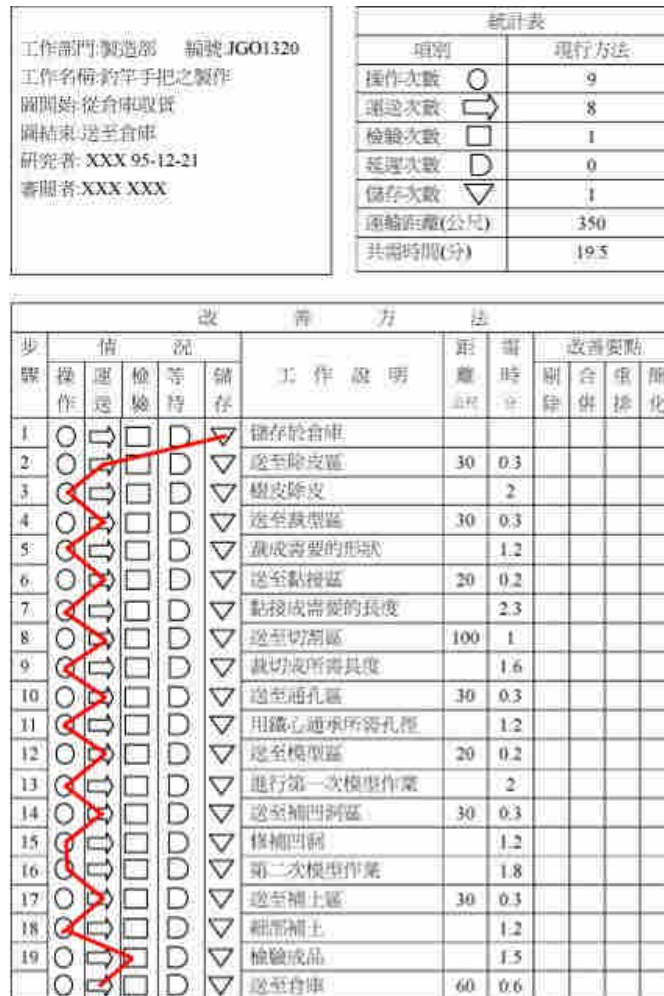 工作部門:製造部 編號 JGO1320
工作名稱:釣竿手把之製作
圖開始:從倉庫取貨
圖結束:送至倉庫
研究者: XXX 95-12-21
審閱者:XXX XXX
統計表
項別 現行方法
操作次數 9
運送次數 8
檢驗次數 1
延遲次數 0
儲存次數 1
運輸距離(公尺) 350
共需時間(分) 19.5
改善方法
步驟 情況 工作說明 距離 公尺 需時 分 改善要點
操作 運送 檢驗 等待 儲存 剔除 合併 重排 簡化
1 儲存於倉庫
2 送至除皮區 30 0.3
3 樹皮除皮 2
4 送至裁型區 30 0.3
5 裁成需要的形狀 1.2
6 送至黏接區 20 0.2
7 黏接成需要的長度 2.3
8 送至切割區 100 1
9 裁切成所需長度 1.6
10 送至通孔區 30 0.3
11 用鐵心通承所需孔徑 1.2
12 送至模型區 20 0.2
13 進行第一次模型作業 2
14 送至補凹洞區 30 0.3
15 修補凹洞 1.2
16 第二次模型作業 1.8
17 送至補土區 30 0.3
18 細部補土 1.2
19 檢驗成品 1.5
送至倉庫 60 0.6